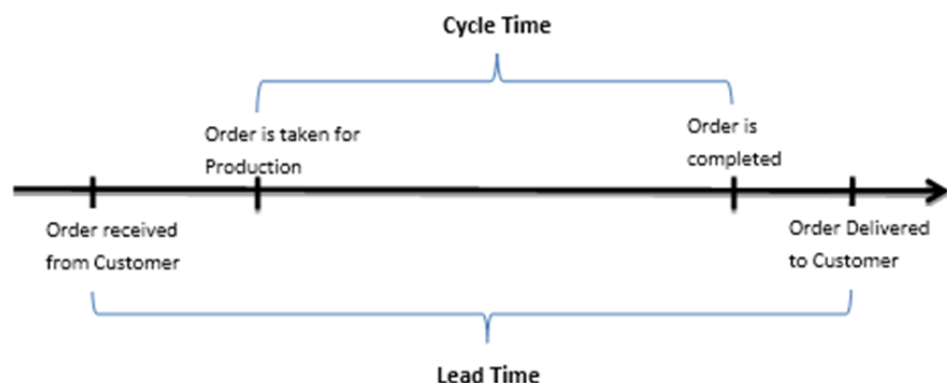 Cycle Time
Order is taken for
Production
Order is
completed
Order received
from Customer
Order Delivered
to Customer
Lead Time